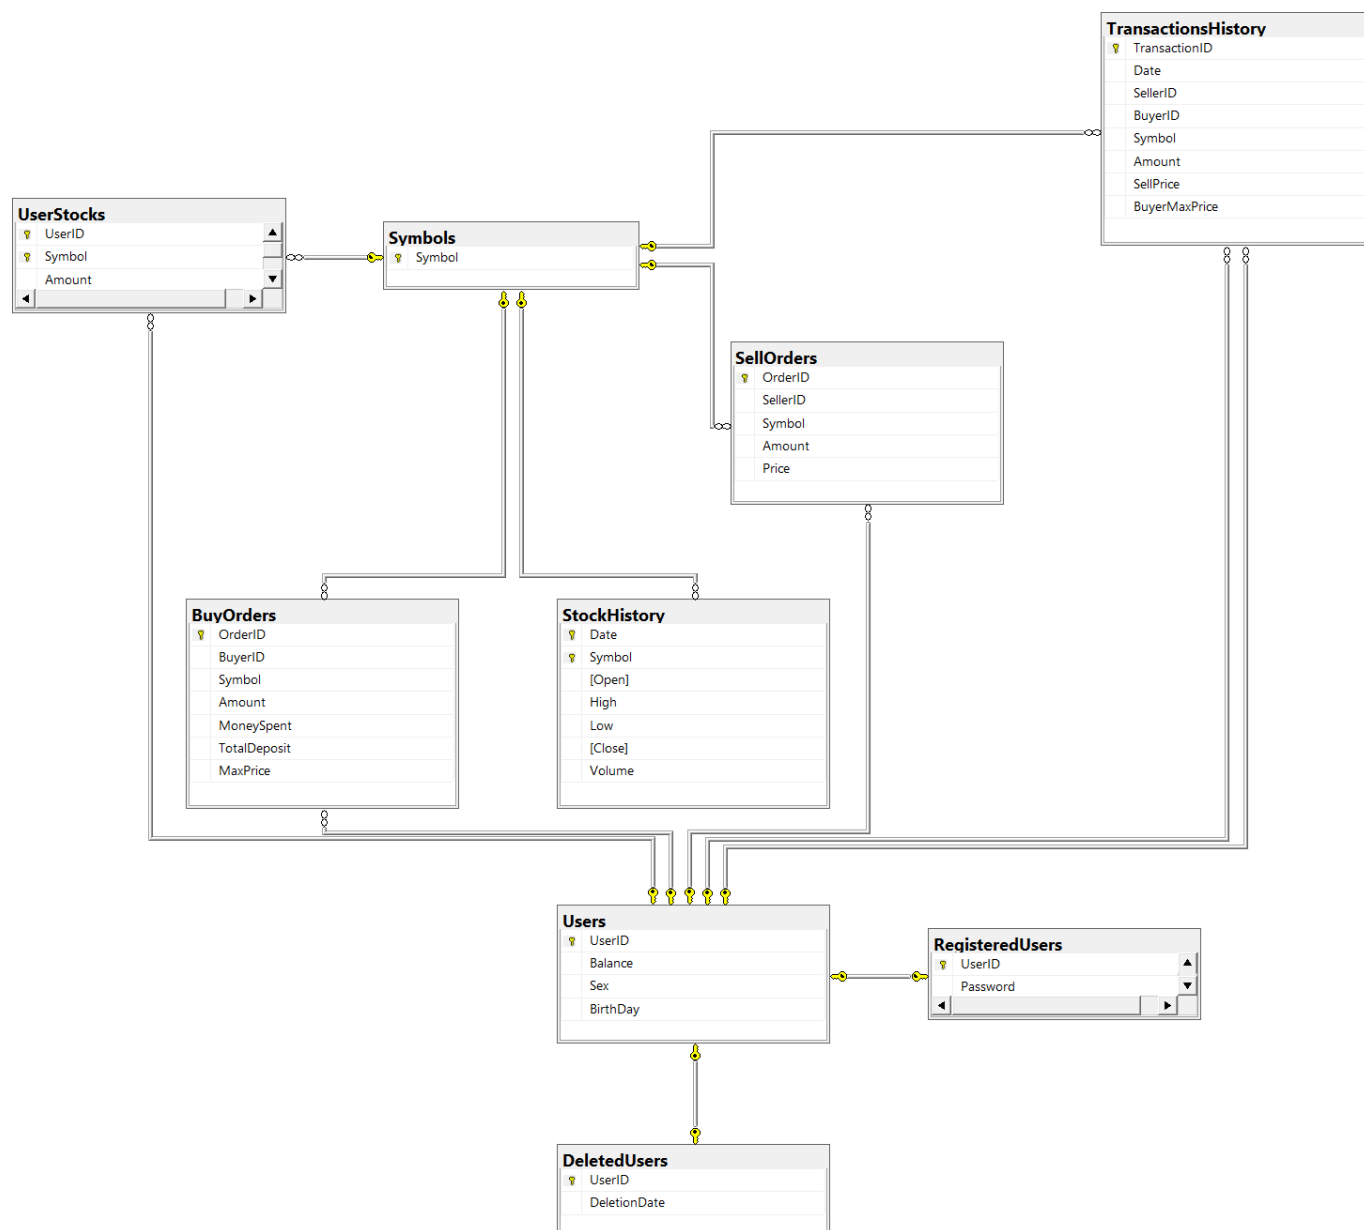 TransactionsHistory
TransactionID
Date
SellerID
BuyerID
Symbol
Amount
SellPrice
BuyerMaxPrice
UserStocks
UserID
Symbol
Amount
Symbols
Symbol
SellOrders
OrderID
SellerID
Symbol
Amount
Price
BuyOrders
OrderID
BuyerID
Symbol
Amount
MoneySpent
TotalDeposit
MaxPrice
StockHistory
Date
Symbol
[Open]
High
Low
[Close]
Volume
Users
UserID
Balance
Sex
BirthDay
RegisteredUsers
UserID
Password
DeletedUsers
UserID
DeletionDate